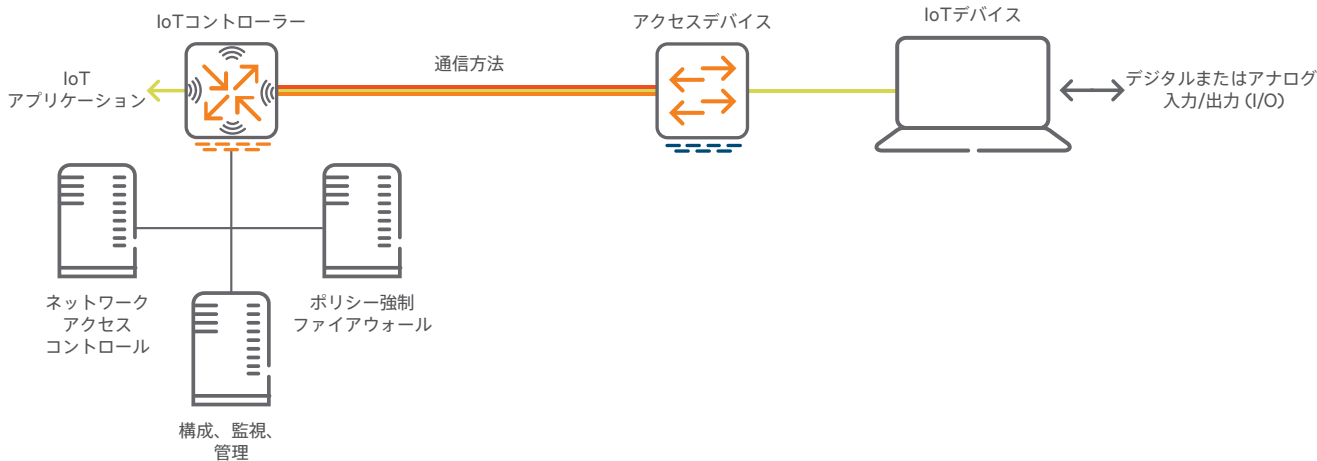 IoTコントローラー
アクセスデバイス
IoTデバイス
IoT
アプリケーション
通信方法
デジタルまたはアナログ
入力/出力 (I/O)
ネットワーク
アクセス
コントロール
ポリシー強制
ファイアウォール
構成、監視、
管理